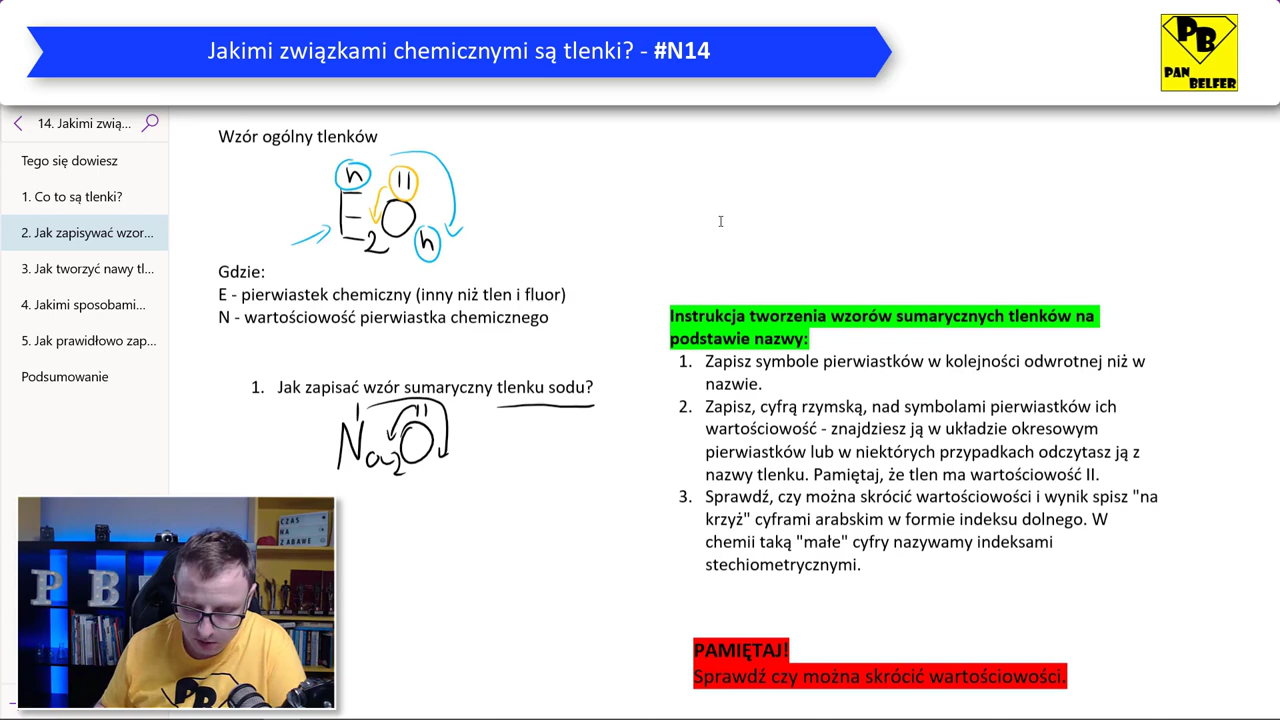 Jakimi związkami chemicznymi są tlenki? - #N14
PB
PAN
BELFER
14. Jakimi zwią...
Tego się dowiesz
1. Co to są tlenki?
2. Jak zapisywać wzor...
3. Jak tworzyć nawy tl...
4. Jakimi sposobami...
5. Jak prawidłowo zap...
Podsumowanie
Wzór ogólny tlenków
n II
E2On
Gdzie:
E - pierwiastek chemiczny (inny niż tlen i fluor)
N - wartościowość pierwiastka chemicznego
1. Jak zapisać wzór sumaryczny tlenku sodu?
I II
Na2O
Instrukcja tworzenia wzorów sumarycznych tlenków na
podstawie nazwy:
1. Zapisz symbole pierwiastków w kolejności odwrotnej niż w
nazwie.
2. Zapisz, cyfrą rzymską, nad symbolami pierwiastków ich
wartościowość - znajdziesz ją w układzie okresowym
pierwiastków lub w niektórych przypadkach odczytasz ją z
nazwy tlenku. Pamiętaj, że tlen ma wartościowość II.
3. Sprawdź, czy można skrócić wartościowości i wynik spisz "na
krzyż" cyframi arabskim w formie indeksu dolnego. W
chemii taką "małe" cyfry nazywamy indeksami
stechiometrycznymi.
PAMIĘTAJ!
Sprawdź czy można skrócić wartościowości.
CZAS
NA
ZABAWE
P B
PB